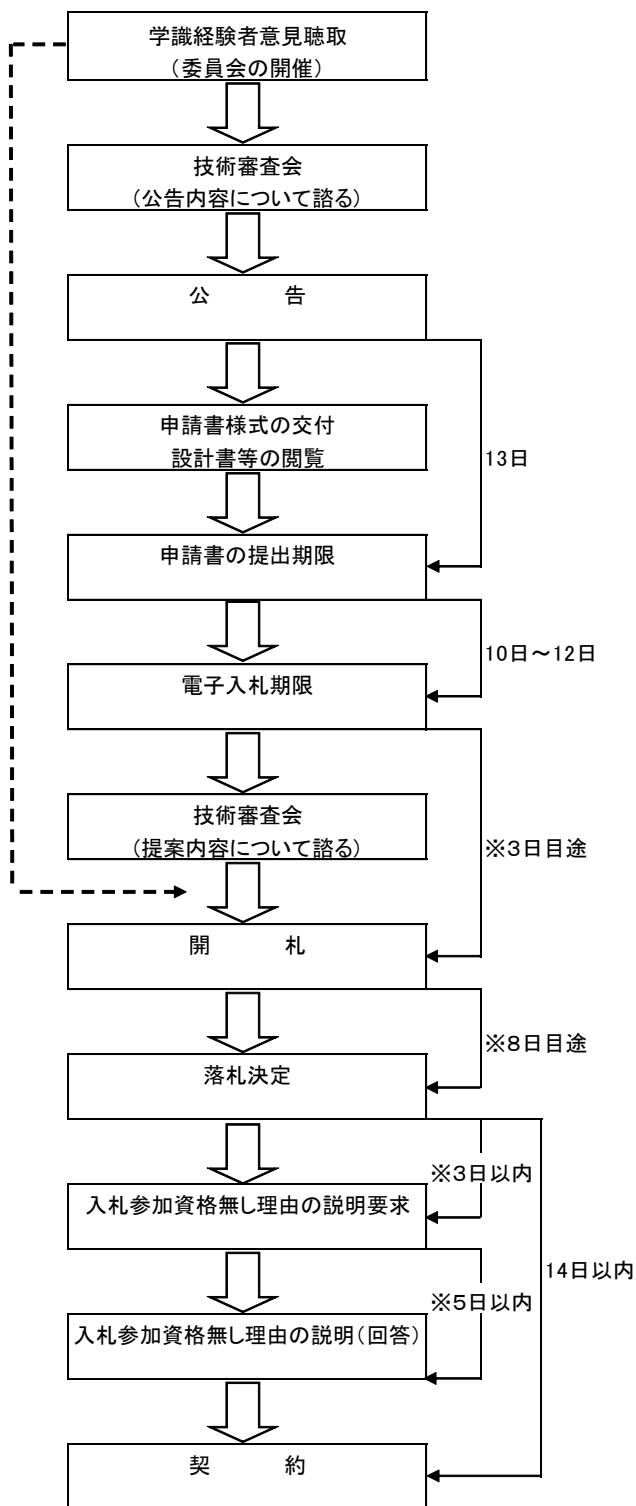 学識経験者意見聴取
（委員会の開催）
技術審査会
（公告内容について諮る）
公　　　告
申請書様式の交付
設計書等の閲覧
13日
申請書の提出期限
10日～12日
電子入札期限
技術審査会
（提案内容について諮る）
※3日目途
開　　　札
※8日目途
落札決定
※3日以内
入札参加資格無し理由の説明要求
14日以内
※5日以内
入札参加資格無し理由の説明（回答）
契　　　約